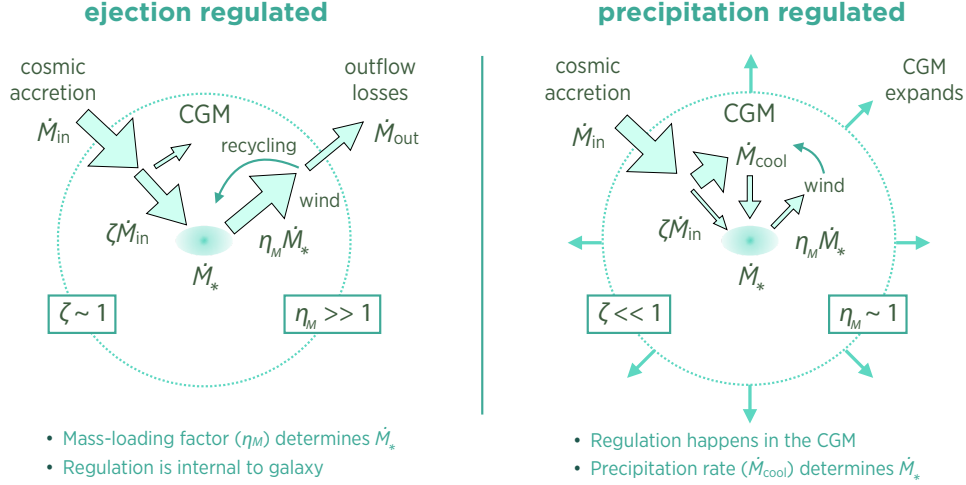 ejection regulated
cosmic
accretion
Ṁin
CGM
outflow
losses
Ṁout
recycling
wind
ζṀin
ηM Ṁ*
Ṁ*
ζ ~ 1
ηM >> 1
• Mass-loading factor (ηM) determines Ṁ*
• Regulation is internal to galaxy
precipitation regulated
cosmic
accretion
Ṁin
CGM
CGM
expands
Ṁcool
wind
ζṀin
ηM Ṁ*
Ṁ*
ζ << 1
ηM ~ 1
• Regulation happens in the CGM
• Precipitation rate (Ṁcool) determines Ṁ*